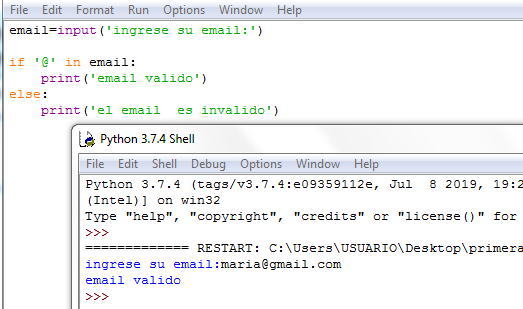 File Edit Format Run Options Window Help
email=input('ingrese su email:')
if '@' in email:
    print('email valido')
else:
    print('el email  es invalido')
Python 3.7.4 Shell
File Edit Shell Debug Options Window Help
Python 3.7.4 (tags/v3.7.4:e09359112e, Jul  8 2019, 19:2
(Intel)] on win32
Type "help", "copyright", "credits" or "license()" for
>>>
============= RESTART: C:\Users\USUARIO\Desktop\primera
ingrese su email:maria@gmail.com
email valido
>>>